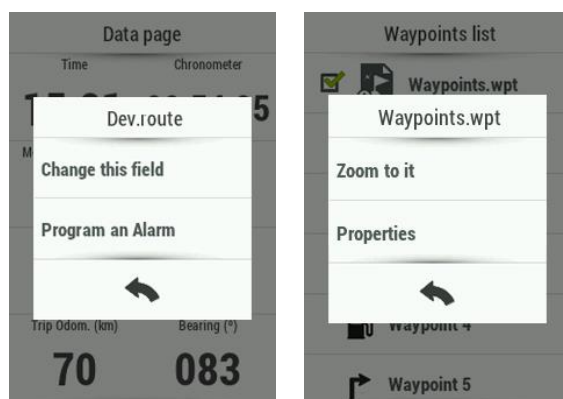 Data page
Time Chronometer
5
Dev.route
Change this field
Program an Alarm
Trip Odom. (km) Bearing (º)
70 083
Waypoints list
Waypoints.wpt
Waypoints.wpt
Zoom to it
Properties
Waypoint 4
Waypoint 5